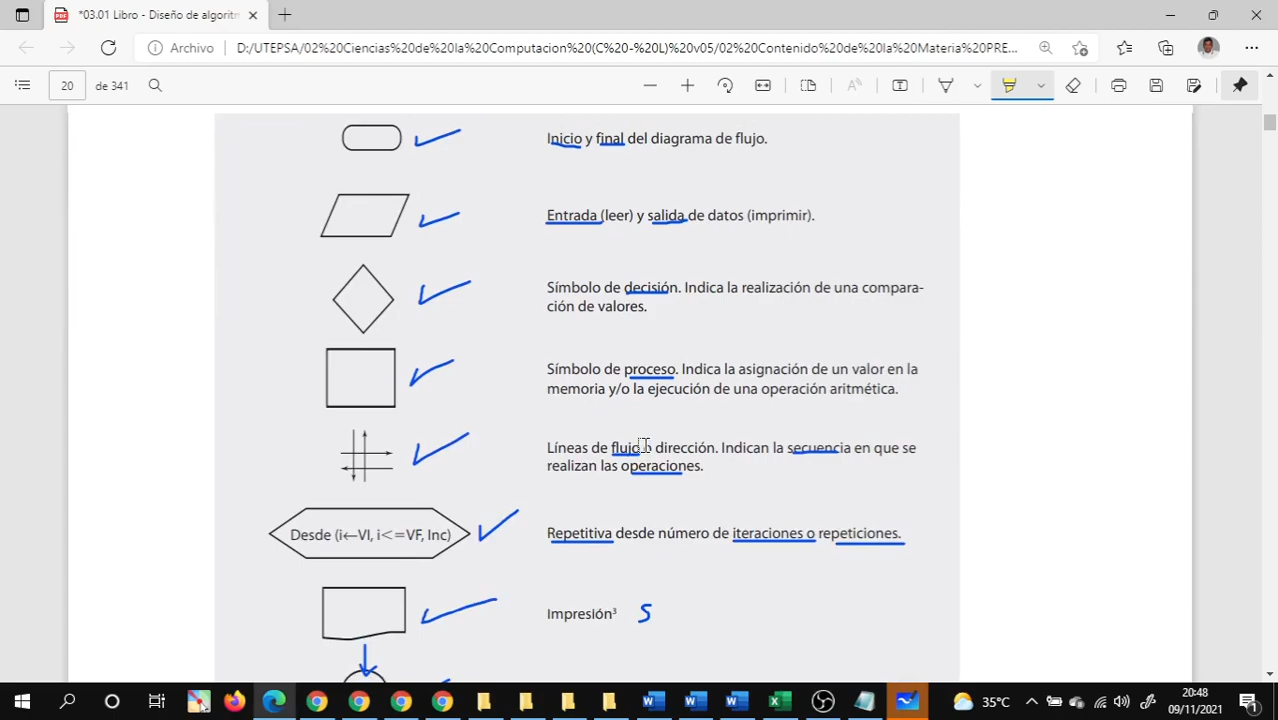 *03.01 Libro - Diseño de algoritm
Archivo
D:/UTEPSA/02%20Ciencias%20de%20la%20Computacion%20(C%20-%20L)%20v05/02%20Contenido%20de%20la%20Materia%20PRE...
20 de 341
Inicio y final del diagrama de flujo.
Entrada (leer) y salida de datos (imprimir).
Símbolo de decisión. Indica la realización de una compara-
ción de valores.
Símbolo de proceso. Indica la asignación de un valor en la
memoria y/o la ejecución de una operación aritmética.
Líneas de flujo dirección. Indican la secuencia en que se
realizan las operaciones.
Desde (i←VI, i<=VF, Inc)
Repetitiva desde número de iteraciones o repeticiones.
Impresión³ S
35°C
20:48
09/11/2021
1